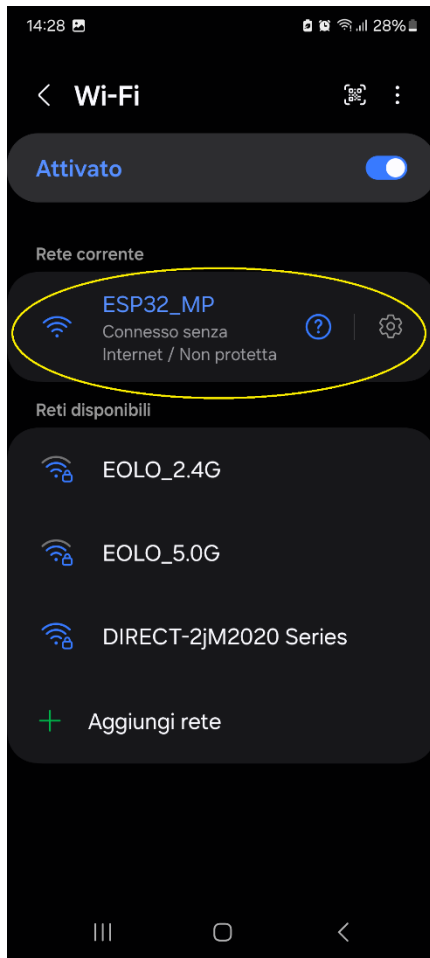 14:28
28%
Wi-Fi
Attivato
Rete corrente
ESP32_MP
Connesso senza
Internet / Non protetta
?
Reti disponibili
EOLO_2.4G
EOLO_5.0G
DIRECT-2jM2020 Series
Aggiungi rete